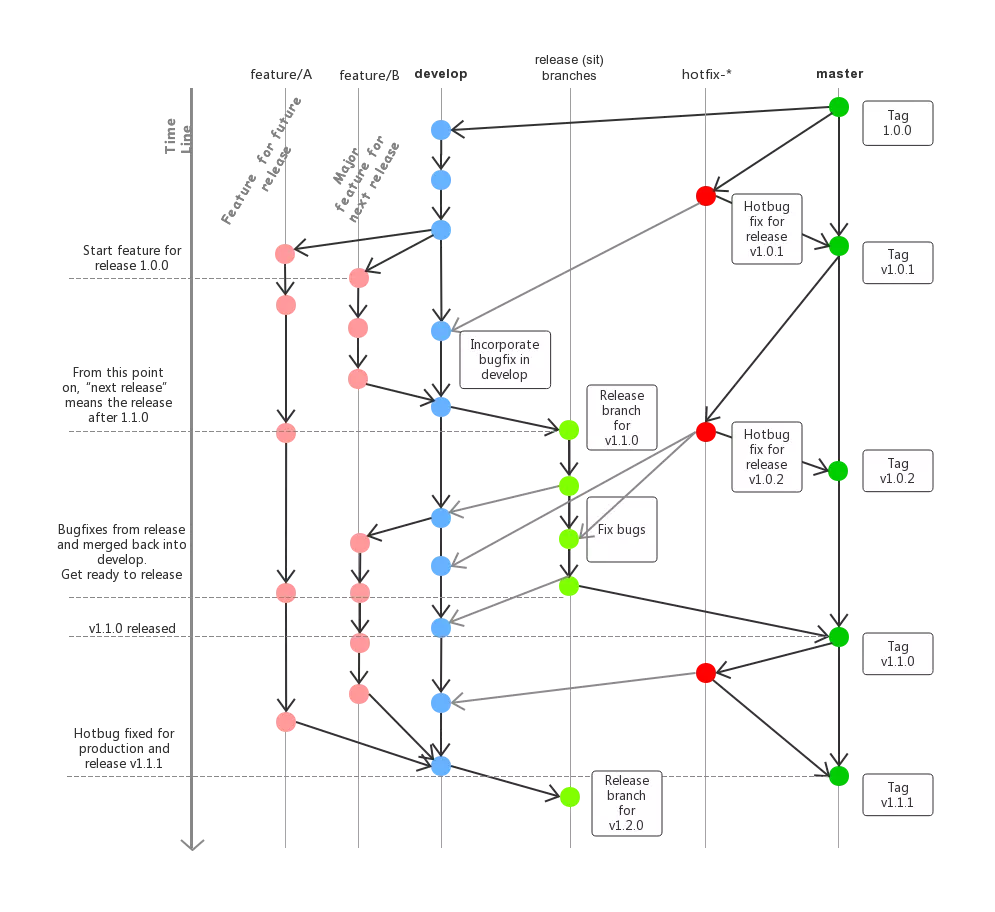 feature/A
feature/B
develop
release (sit)
branches
hotfix-*
master
Time
Line
Feature for future
release
Major
feature for
next release
Tag
1.0.0
Hotbug
fix for
release
v1.0.1
Tag
v1.0.1
Start feature for
release 1.0.0
Incorporate
bugfix in
develop
From this point
on, “next release”
means the release
after 1.1.0
Release
branch
for
v1.1.0
Hotbug
fix for
release
v1.0.2
Tag
v1.0.2
Bugfixes from release
and merged back into
develop.
Get ready to release
Fix bugs
v1.1.0 released
Tag
v1.1.0
Hotbug fixed for
production and
release v1.1.1
Release
branch
for
v1.2.0
Tag
v1.1.1